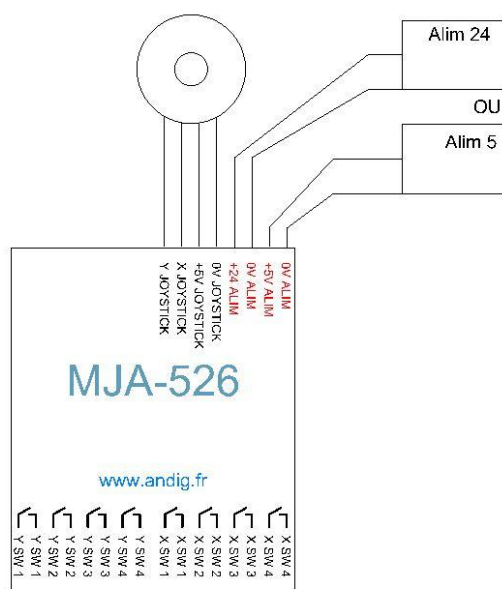 Alim 24
OU
Alim 5
Y JOYSTICK
X JOYSTICK
+5V JOYSTICK
0V JOYSTICK
+24 ALIM
0V ALIM
+5V ALIM
0V ALIM
MJA-526
www.andig.fr
Y SW 1
Y SW 1
Y SW 2
Y SW 2
Y SW 3
Y SW 3
Y SW 4
Y SW 4
X SW 1
X SW 1
X SW 2
X SW 2
X SW 3
X SW 3
X SW 4
X SW 4